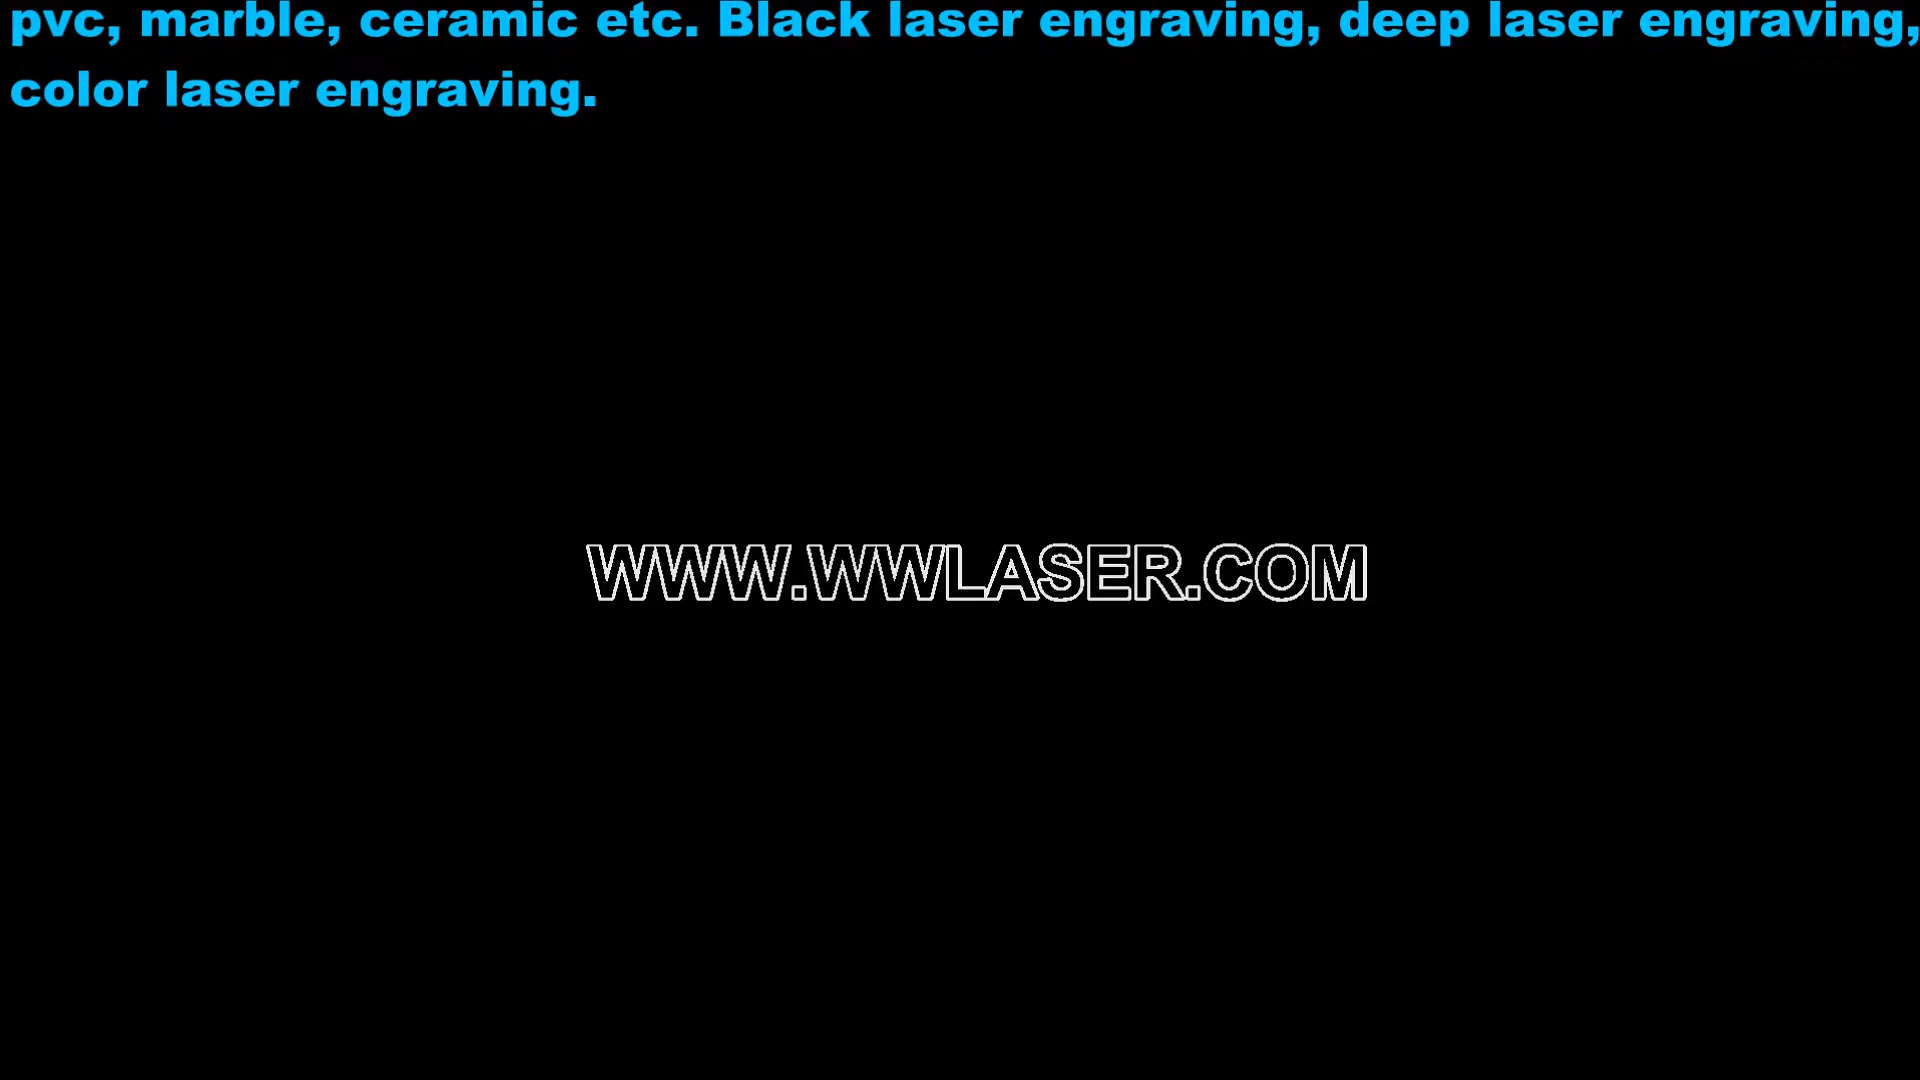 pvc, marble, ceramic etc. Black laser engraving, deep laser engraving,
color laser engraving.
WWW.WWLASER.COM